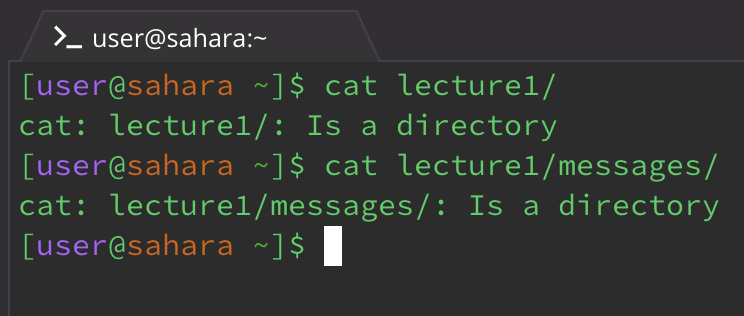 >_ user@sahara:~
[user@sahara ~]$ cat lecture1/
cat: lecture1/: Is a directory
[user@sahara ~]$ cat lecture1/messages/
cat: lecture1/messages/: Is a directory
[user@sahara ~]$